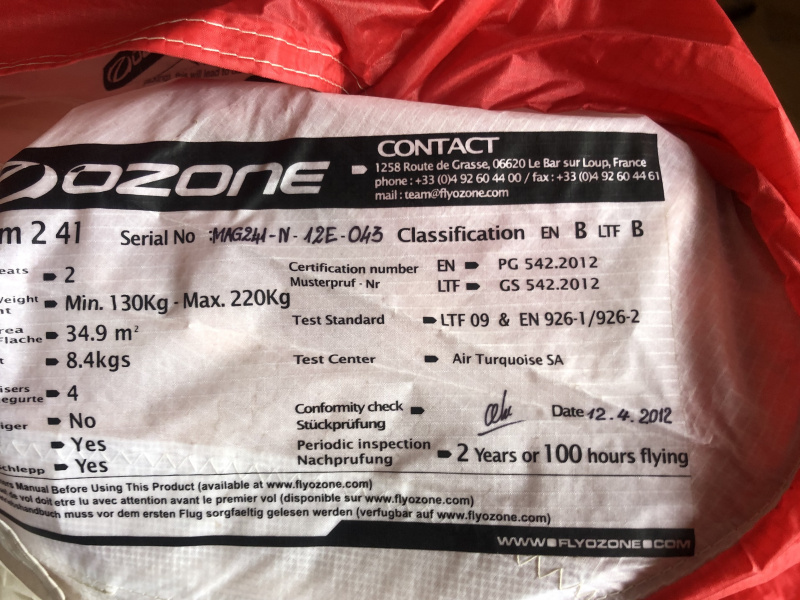 OZONE
CONTACT
1258 Route de Grasse, 06620 Le Bar sur Loup, France
phone : +33 (0)4 92 60 44 00 / fax : +33 (0)4 92 60 44 61
mail : team@flyozone.com
m 2 41 Serial No :MAG241-N-12E-043 Classification EN B LTF B
eats 2
Certification number EN PG 542.2012
Musterpruf - Nr LTF GS 542.2012
eight Min. 130Kg - Max. 220Kg
rea
flache 34.9 m²
Test Standard LTF 09 & EN 926-1/926-2
t 8.4kgs
Test Center Air Turquoise SA
isers
egurte 4
Conformity check
Stückprüfung
Date 12.4.2012
iger No
Yes
Periodic inspection
Nachprufung 2 Years or 100 hours flying
chlepp Yes
ers Manual Before Using This Product (available at www.flyozone.com)
de vol doit etre lu avec attention avant le premier vol (disponible sur www.flyozone.com)
handbuch muss vor dem ersten Flug sorgfaeltig gelesen werden (verfugbar auf www.flyozone.com)
WWW.FLYOZONE.COM